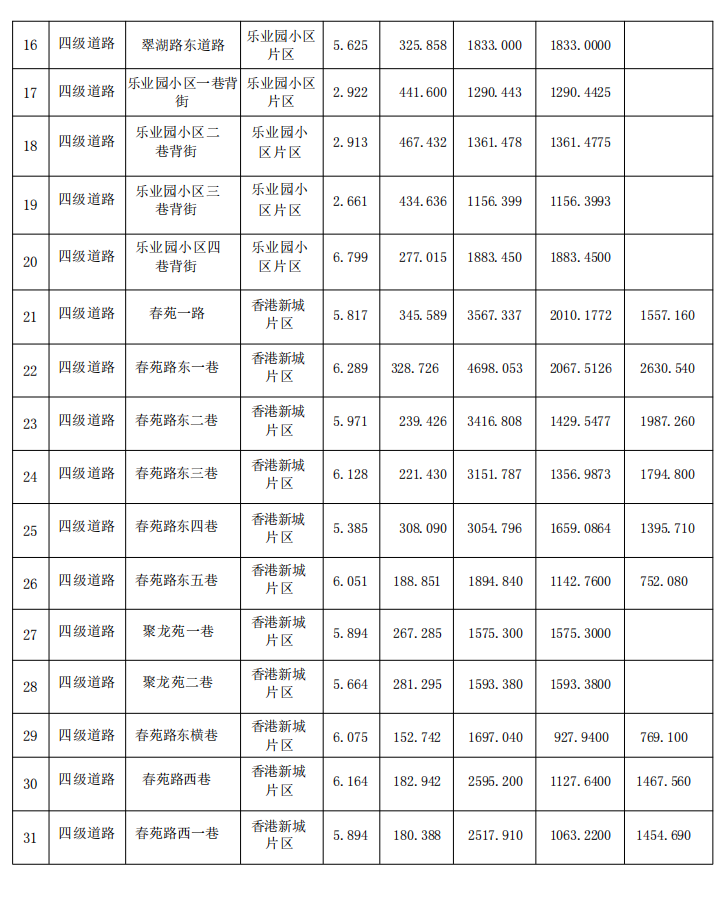 16 四级道路 翠湖路东道路 乐业园小区 5.625 325.858 1833.000 1833.0000
片区
17 四级道路 乐业园小区一巷背 乐业园小区 2.922 441.600 1290.443 1290.4425
街 片区
18 四级道路 乐业园小区二 乐业园小 2.913 467.432 1361.478 1361.4775
巷背街 区片区
19 四级道路 乐业园小区三 乐业园小 2.661 434.636 1156.399 1156.3993
巷背街 区片区
20 四级道路 乐业园小区四 乐业园小 6.799 277.015 1883.450 1883.4500
巷背街 区片区
21 四级道路 春苑一路 香港新城 5.817 345.589 3567.337 2010.1772 1557.160
片区
22 四级道路 春苑路东一巷 香港新城 6.289 328.726 4698.053 2067.5126 2630.540
片区
23 四级道路 春苑路东二巷 香港新城 5.971 239.426 3416.808 1429.5477 1987.260
片区
24 四级道路 春苑路东三巷 香港新城 6.128 221.430 3151.787 1356.9873 1794.800
片区
25 四级道路 春苑路东四巷 香港新城 5.385 308.090 3054.796 1659.0864 1395.710
片区
26 四级道路 春苑路东五巷 香港新城 6.051 188.851 1894.840 1142.7600 752.080
片区
27 四级道路 聚龙苑一巷 香港新城 5.894 267.285 1575.300 1575.3000
片区
28 四级道路 聚龙苑二巷 香港新城 5.664 281.295 1593.380 1593.3800
片区
29 四级道路 春苑路东横巷 香港新城 6.075 152.742 1697.040 927.9400 769.100
片区
30 四级道路 春苑路西巷 香港新城 6.164 182.942 2595.200 1127.6400 1467.560
片区
31 四级道路 春苑路西一巷 香港新城 5.894 180.388 2517.910 1063.2200 1454.690
片区